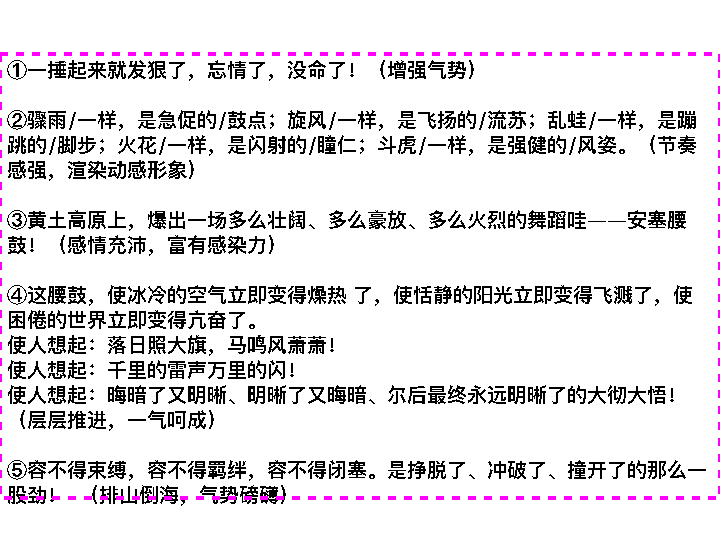 ①一捶起来就发狠了，忘情了，没命了！（增强气势）
②骤雨/一样，是急促的/鼓点；旋风/一样，是飞扬的/流苏；乱蛙/一样，是蹦
跳的/脚步；火花/一样，是闪射的/瞳仁；斗虎/一样，是强健的/风姿。（节奏
感强，渲染动感形象）
③黄土高原上，爆出一场多么壮阔、多么豪放、多么火烈的舞蹈哇——安塞腰
鼓！（感情充沛，富有感染力）
④这腰鼓，使冰冷的空气立即变得燥热 了，使恬静的阳光立即变得飞溅了，使
困倦的世界立即变得亢奋了。
使人想起：落日照大旗，马鸣风萧萧！
使人想起：千里的雷声万里的闪！
使人想起：晦暗了又明晰、明晰了又晦暗、尔后最终永远明晰了的大彻大悟！
（层层推进，一气呵成）
⑤容不得束缚，容不得羁绊，容不得闭塞。是挣脱了、冲破了、撞开了的那么一
股劲！ （排山倒海，气势磅礴）